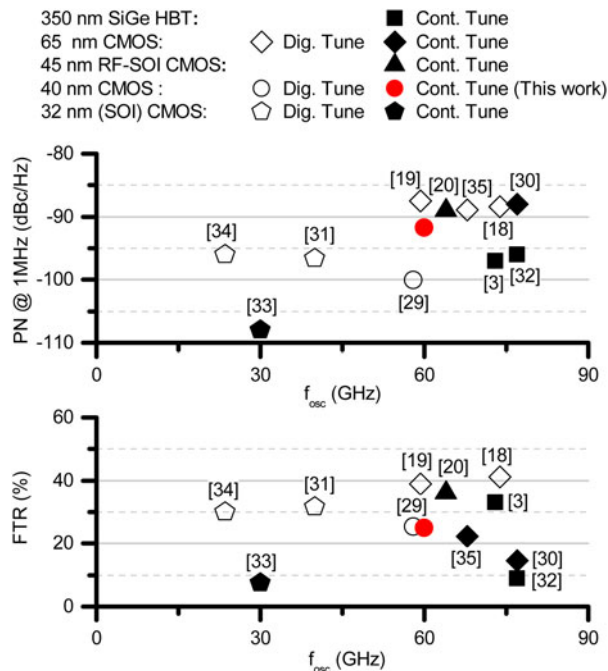 350 nm SiGe HBT: Cont. Tune
65 nm CMOS: Dig. Tune Cont. Tune
45 nm RF-SOI CMOS: Cont. Tune
40 nm CMOS : Dig. Tune Cont. Tune (This work)
32 nm (SOI) CMOS: Dig. Tune Cont. Tune
PN @ 1MHz (dBc/Hz)
-80
-90
-100
-110
[19] [20] [35] [30]
[34] [31] [18]
[3] [32]
[29]
[33]
0 30 60 90
fosc (GHz)
FTR (%)
60
40
20
0
[19] [20] [18]
[34] [31] [3]
[29]
[33] [35] [30]
[32]
0 30 60 90
fosc (GHz)